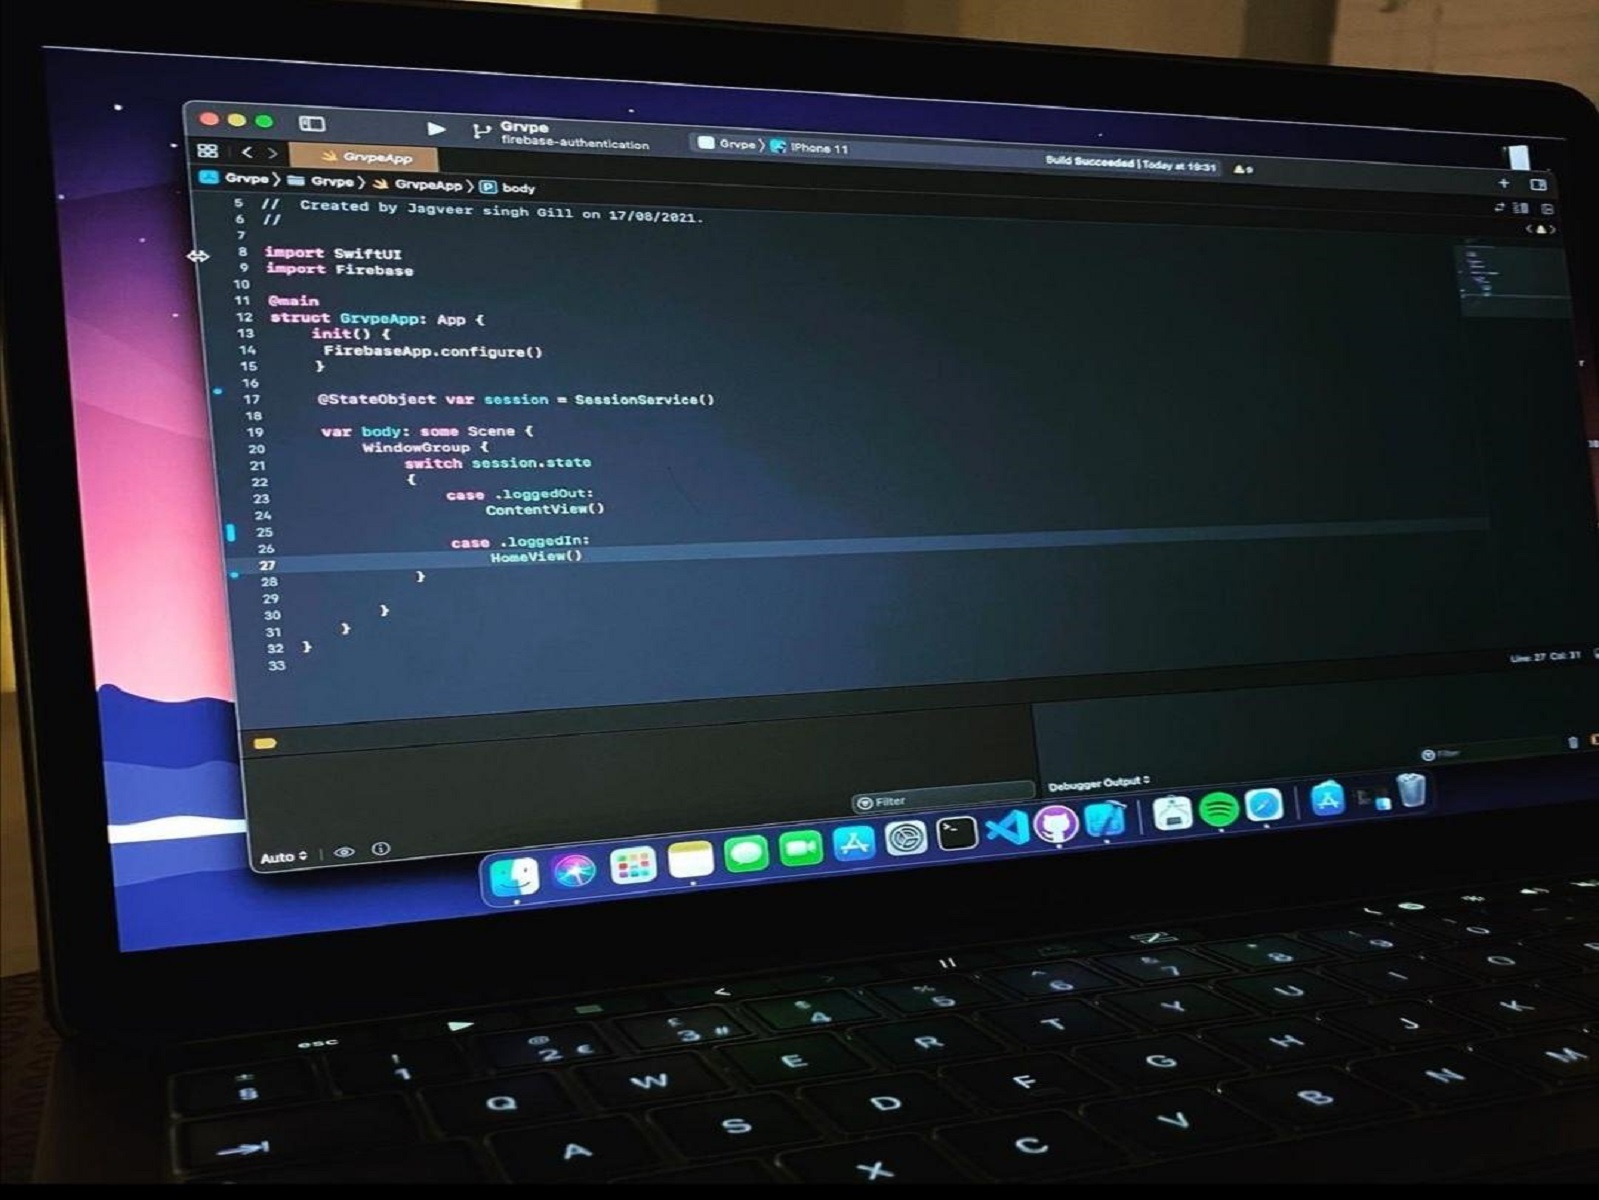 Grvpe
firebase-authentication
Grvpe 〉 iPhone 11
Build Succeeded | Today at 19:31
GrvpeApp
Grvpe 〉 Grvpe 〉 GrvpeApp 〉 P body
5 // Created by Jagveer singh Gill on 17/08/2021.
6 //
7
8 import SwiftUI
9 import Firebase
10
11 @main
12 struct GrvpeApp: App {
13 init() {
14 FirebaseApp.configure()
15 }
16
17 @StateObject var session = SessionService()
18
19 var body: some Scene {
20 WindowGroup {
21 switch session.state
22 {
23 case .loggedOut:
24 ContentView()
25
26 case .loggedIn:
27 HomeView()
28 }
29
30 }
31 }
32 }
33
Line: 27 Col: 31
Filter
Debugger Output
Filter
Auto
esc
§ ! 1 @ 2 € £ 3 # $ 4 % 5 ^ 6 & 7 * 8 9
Q W E R T Y U I O
A S D F G H J K
X C V B N M